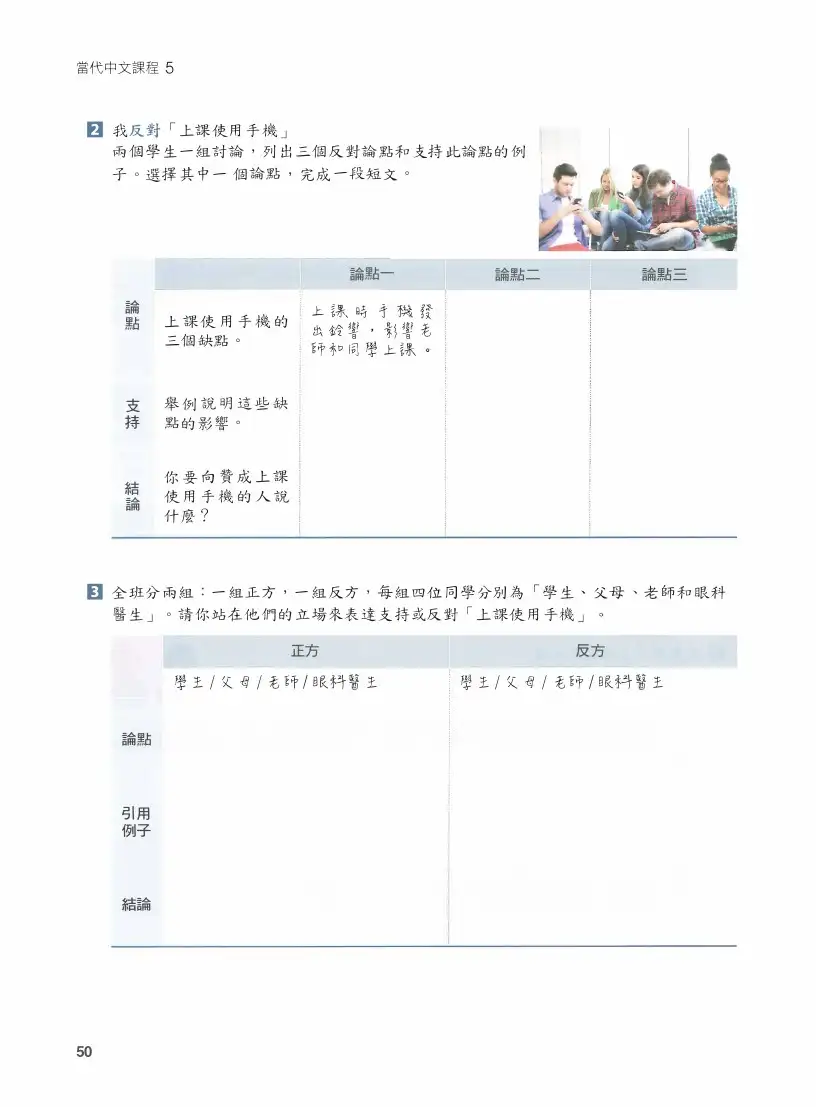 當代中文課程 5
2 我反對「上課使用手機」
兩個學生一組討論，列出三個反對論點和支持此論點的例
子。選擇其中一個論點，完成一段短文。
論點一 論點二 論點三
論點
上課使用手機的
三個缺點。
上課時手機發
出鈴響，影響老
師和同學上課。
支持
舉例說明這些缺
點的影響。
結論
你要向贊成上課
使用手機的人說
什麼？
3 全班分兩組：一組正方，一組反方，每組四位同學分別為「學生、父母、老師和眼科
醫生」。請你站在他們的立場來表達支持或反對「上課使用手機」。
正方 反方
學生/父母/老師/眼科醫生 學生/父母/老師/眼科醫生
論點
引用
例子
結論
50